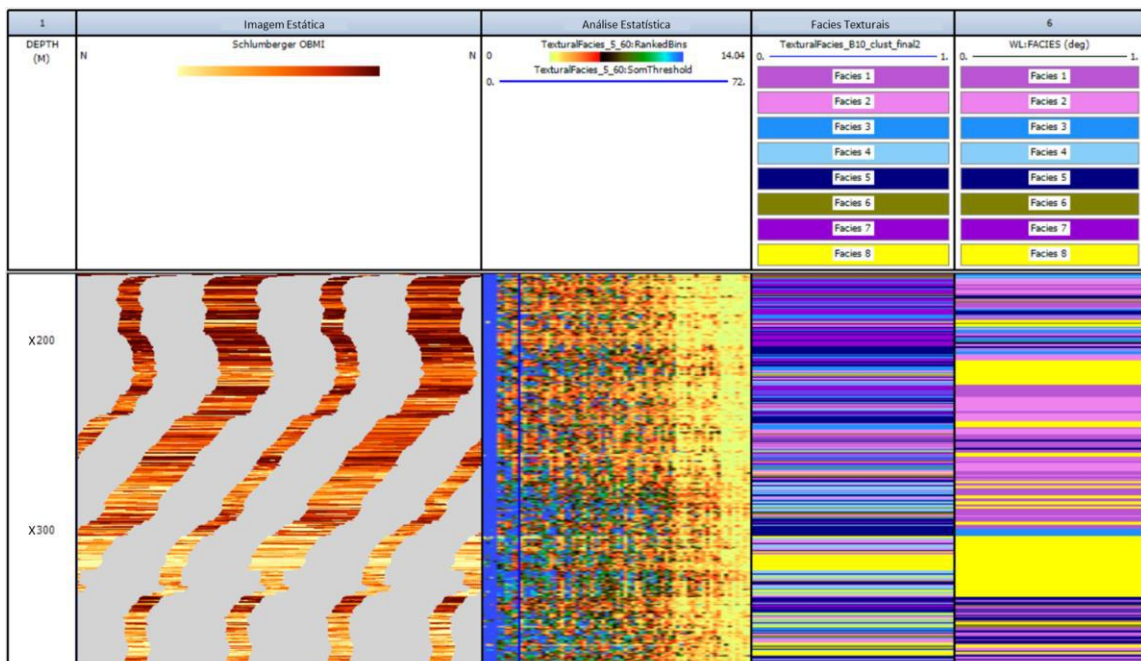 1
Imagem Estática
Análise Estatística
Facies Texturais
6
DEPTH
(M)
Schlumberger OBMI
N
N
TexturalFacies_5_60:RankedBins
0
14.04
TexturalFacies_5_60:SomThreshold
0.
72.
TexturalFacies_B10_clust_final2
0.
1.
Facies 1
Facies 2
Facies 3
Facies 4
Facies 5
Facies 6
Facies 7
Facies 8
WL:FACIES (deg)
0.
1.
Facies 1
Facies 2
Facies 3
Facies 4
Facies 5
Facies 6
Facies 7
Facies 8
X200
X300